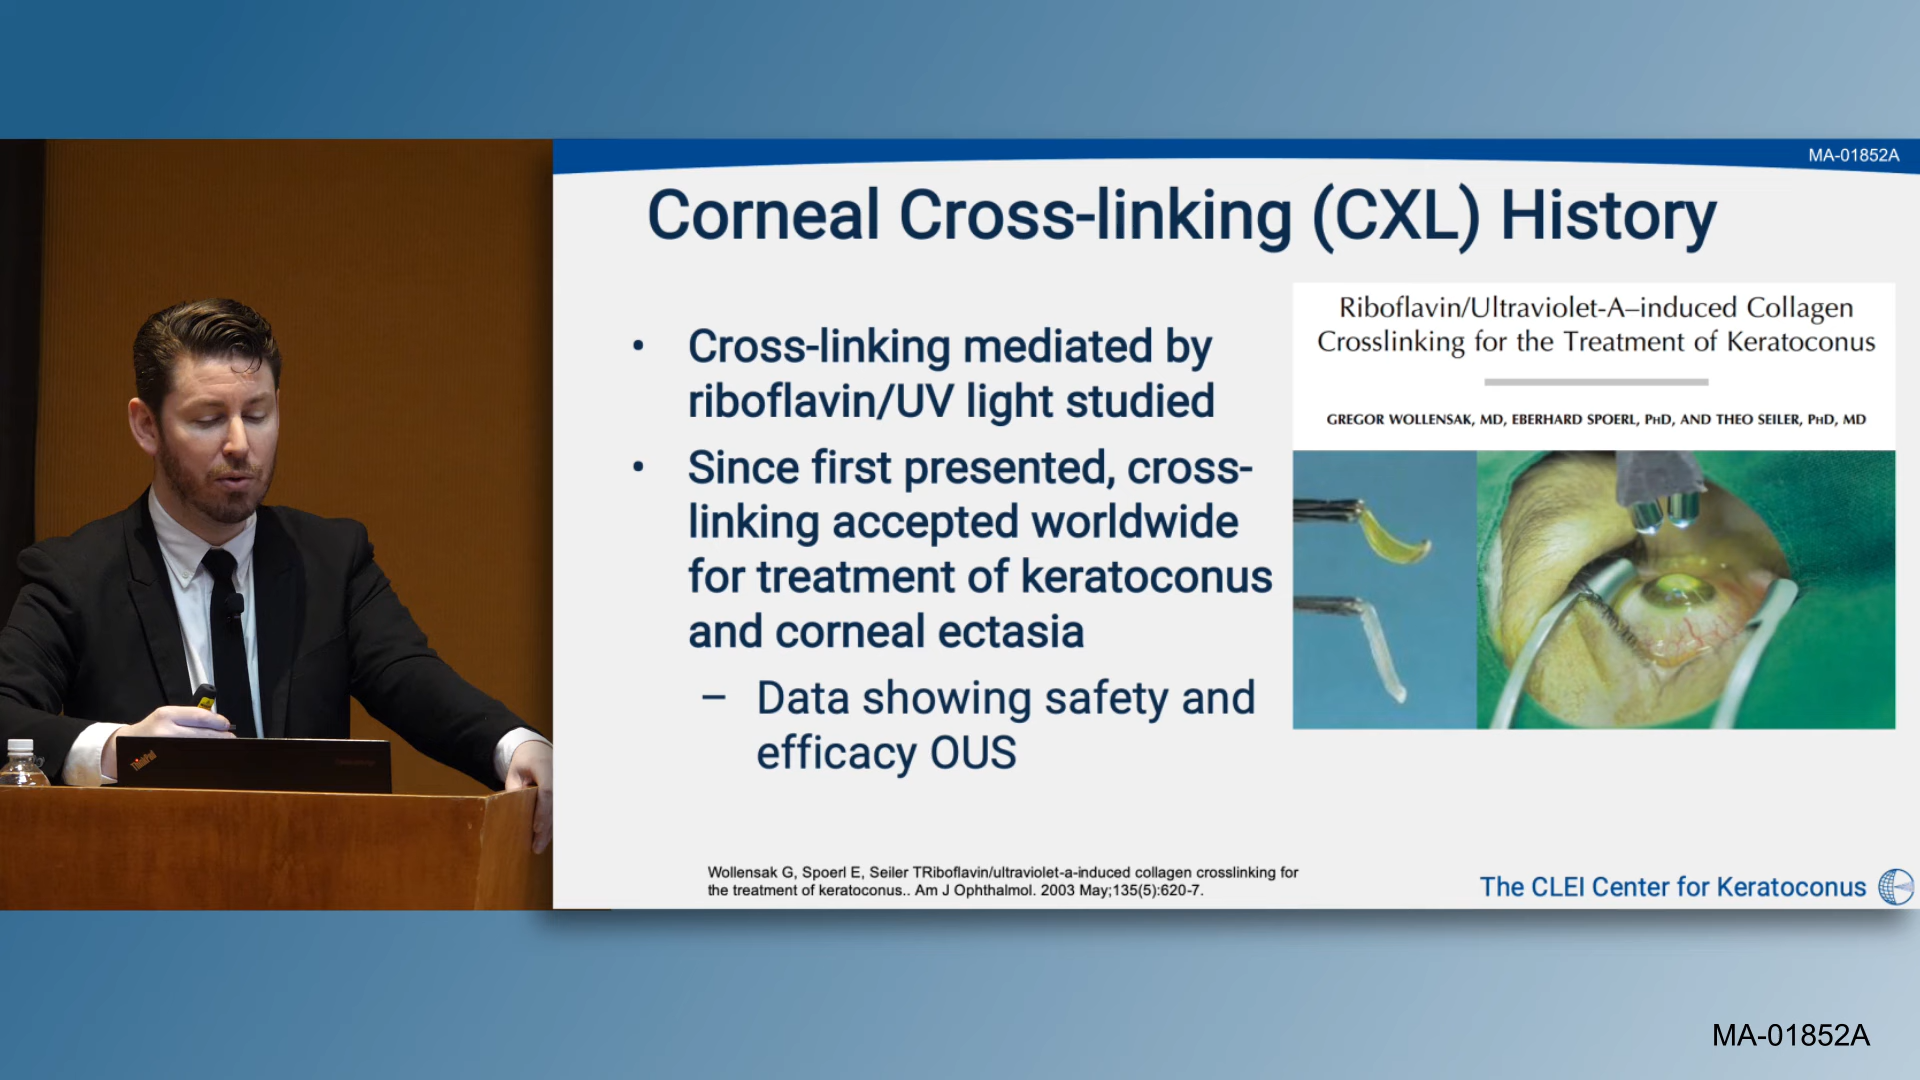 MA-01852A
Corneal Cross-linking (CXL) History
• Cross-linking mediated by
riboflavin/UV light studied
• Since first presented, cross-
linking accepted worldwide
for treatment of keratoconus
and corneal ectasia
– Data showing safety and
efficacy OUS
Riboflavin/Ultraviolet-A–induced Collagen
Crosslinking for the Treatment of Keratoconus
GREGOR WOLLENSAK, MD, EBERHARD SPOERL, PHD, AND THEO SEILER, PHD, MD
Wollensak G, Spoerl E, Seiler TRiboflavin/ultraviolet-a-induced collagen crosslinking for
the treatment of keratoconus.. Am J Ophthalmol. 2003 May;135(5):620-7.
The CLEI Center for Keratoconus
ThinkPad
MA-01852A